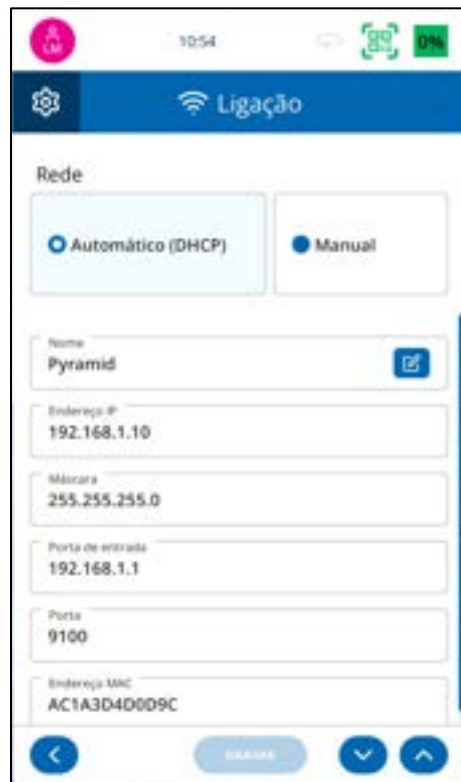 LM
10:54
0%
Ligação
Rede
Automático (DHCP)
Manual
Nome
Pyramid
Endereço IP
192.168.1.10
Máscara
255.255.255.0
Porta de entrada
192.168.1.1
Porta
9100
Endereço MAC
AC1A3D4D0D9C